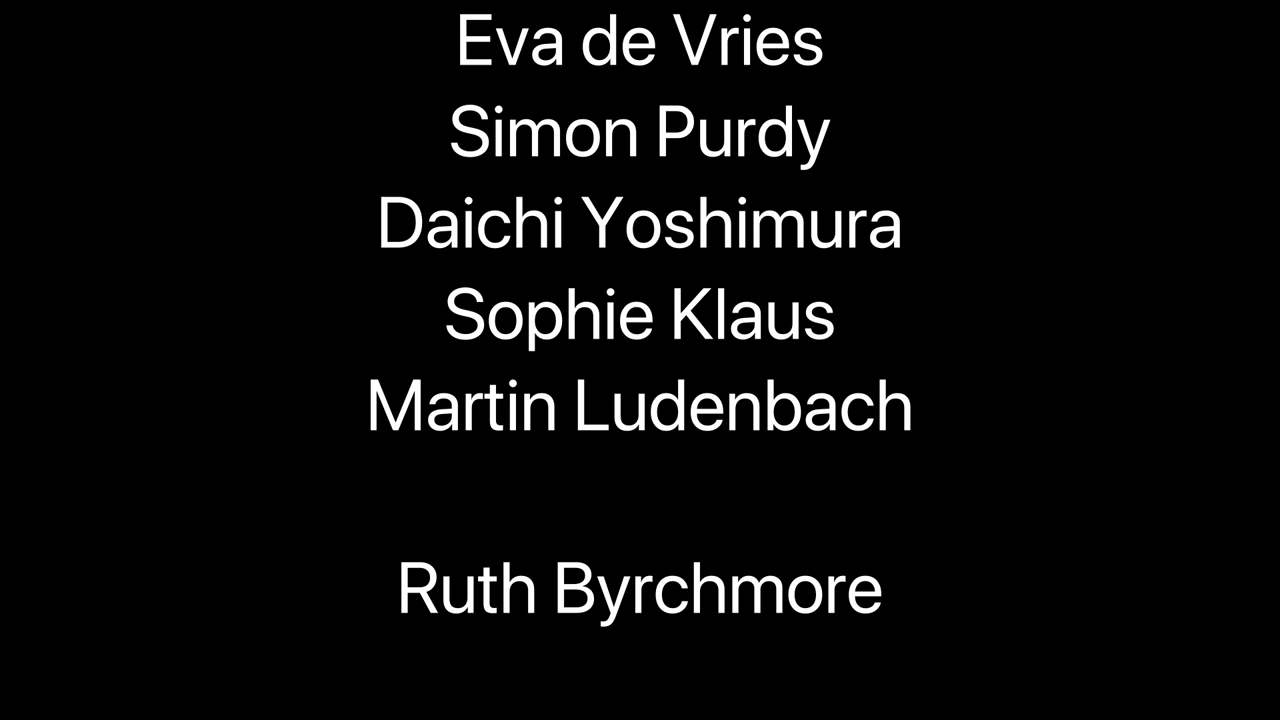 Eva de Vries
Simon Purdy
Daichi Yoshimura
Sophie Klaus
Martin Ludenbach
Ruth Byrchmore